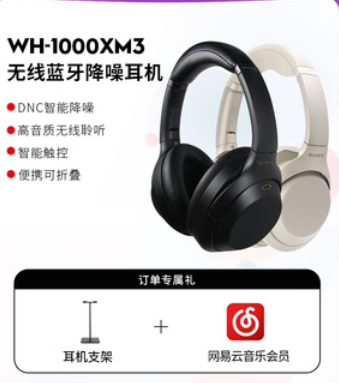 WH-1000XM3
无线蓝牙降噪耳机
DNC智能降噪
高音质无线聆听
智能触控
便携可折叠
SONY
SONY
订单专属礼
耳机支架
+
网易云音乐会员